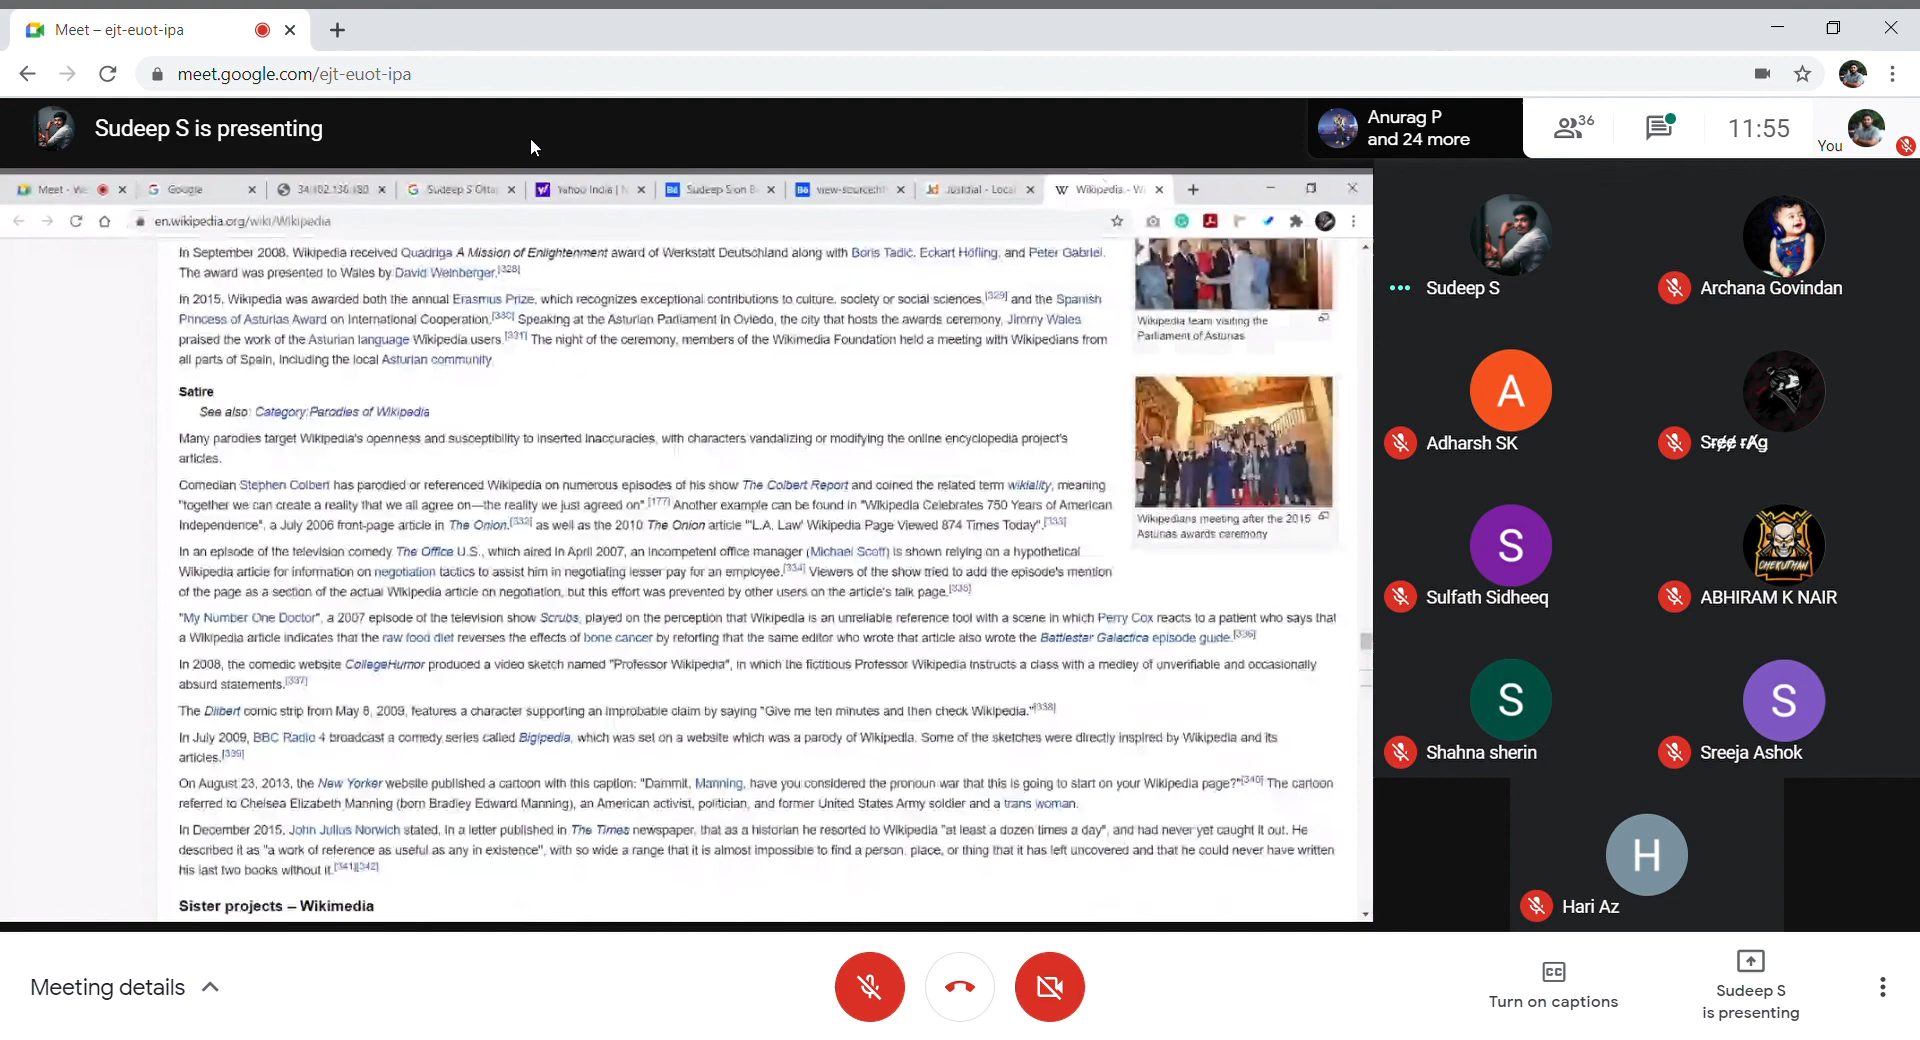 Meet – ejt-euot-ipa
meet.google.com/ejt-euot-ipa
Sudeep S is presenting
Anurag P
and 24 more
36
11:55
You
Meet - We
Google
34.102.136.180
Sudeep S Ottap
Yahoo India | N
Sudeep S on B
view-source:ht
Justdial - Local
Wikipedia - Wi
en.wikipedia.org/wiki/Wikipedia
In September 2008, Wikipedia received Quadriga A Mission of Enlightenment award of Werkstatt Deutschland along with Boris Tadić, Eckart Höfling, and Peter Gabriel.
The award was presented to Wales by David Weinberger.[328]
In 2015, Wikipedia was awarded both the annual Erasmus Prize, which recognizes exceptional contributions to culture, society or social sciences,[329] and the Spanish
Princess of Asturias Award on International Cooperation.[330] Speaking at the Asturian Parliament in Oviedo, the city that hosts the awards ceremony, Jimmy Wales
praised the work of the Asturian language Wikipedia users.[331] The night of the ceremony, members of the Wikimedia Foundation held a meeting with Wikipedians from
all parts of Spain, including the local Asturian community.
Wikipedia team visiting the
Parliament of Asturias
Satire
See also: Category:Parodies of Wikipedia
Many parodies target Wikipedia's openness and susceptibility to inserted inaccuracies, with characters vandalizing or modifying the online encyclopedia project's
articles.
Comedian Stephen Colbert has parodied or referenced Wikipedia on numerous episodes of his show The Colbert Report and coined the related term wikiality, meaning
"together we can create a reality that we all agree on—the reality we just agreed on".[177] Another example can be found in "Wikipedia Celebrates 750 Years of American
Independence", a July 2006 front-page article in The Onion,[332] as well as the 2010 The Onion article "'L.A. Law' Wikipedia Page Viewed 874 Times Today".[333]
Wikipedians meeting after the 2015
Asturias awards ceremony
In an episode of the television comedy The Office U.S., which aired in April 2007, an incompetent office manager (Michael Scott) is shown relying on a hypothetical
Wikipedia article for information on negotiation tactics to assist him in negotiating lesser pay for an employee.[334] Viewers of the show tried to add the episode's mention
of the page as a section of the actual Wikipedia article on negotiation, but this effort was prevented by other users on the article's talk page.[335]
"My Number One Doctor", a 2007 episode of the television show Scrubs, played on the perception that Wikipedia is an unreliable reference tool with a scene in which Perry Cox reacts to a patient who says that
a Wikipedia article indicates that the raw food diet reverses the effects of bone cancer by retorting that the same editor who wrote that article also wrote the Battlestar Galactica episode guide.[336]
In 2008, the comedic website CollegeHumor produced a video sketch named "Professor Wikipedia", in which the fictitious Professor Wikipedia instructs a class with a medley of unverifiable and occasionally
absurd statements.[337]
The Dilbert comic strip from May 8, 2009, features a character supporting an improbable claim by saying "Give me ten minutes and then check Wikipedia."[338]
In July 2009, BBC Radio 4 broadcast a comedy series called Bigipedia, which was set on a website which was a parody of Wikipedia. Some of the sketches were directly inspired by Wikipedia and its
articles.[339]
On August 23, 2013, the New Yorker website published a cartoon with this caption: "Dammit, Manning, have you considered the pronoun war that this is going to start on your Wikipedia page?"[340] The cartoon
referred to Chelsea Elizabeth Manning (born Bradley Edward Manning), an American activist, politician, and former United States Army soldier and a trans woman.
In December 2015, John Julius Norwich stated, in a letter published in The Times newspaper, that as a historian he resorted to Wikipedia "at least a dozen times a day", and had never yet caught it out. He
described it as "a work of reference as useful as any in existence", with so wide a range that it is almost impossible to find a person, place, or thing that it has left uncovered and that he could never have written
his last two books without it.[341][342]
Sister projects – Wikimedia
Sudeep S
Archana Govindan
A
Adharsh SK
Sɍɇɇ ɍȺg
S
Sulfath Sidheeq
CHEKUTHAN
ABHIRAM K NAIR
S
Shahna sherin
S
Sreeja Ashok
H
Hari Az
Meeting details
Turn on captions
Sudeep S
is presenting